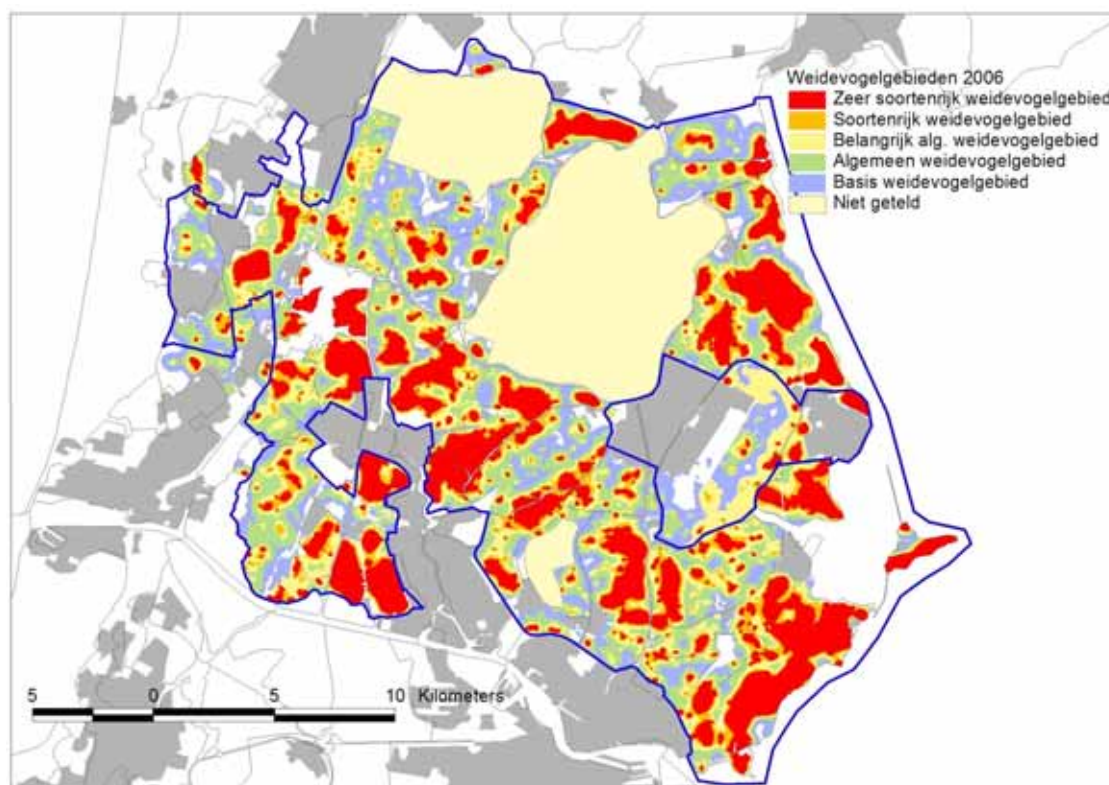 Weidevogelgebieden 2006
Zeer soortenrijk weidevogelgebied
Soortenrijk weidevogelgebied
Belangrijk alg. weidevogelgebied
Algemeen weidevogelgebied
Basis weidevogelgebied
Niet geteld
5 0 5 10 Kilometers